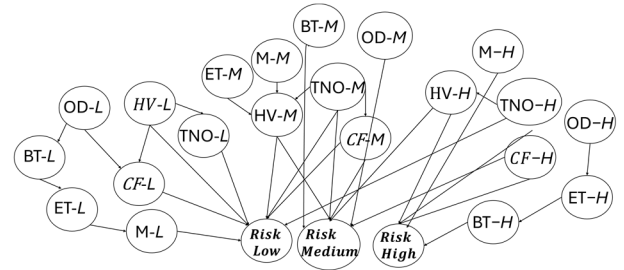 BT-M
OD-M
M-M
M-H
ET-M
TNO-M
HV-L
HV-H
TNO-H
OD-L
HV-M
OD-H
TNO-L
CF-M
BT-L
CF-H
CF-L
ET-L
ET-H
BT-H
M-L
Risk
Low
Risk
Medium
Risk
High